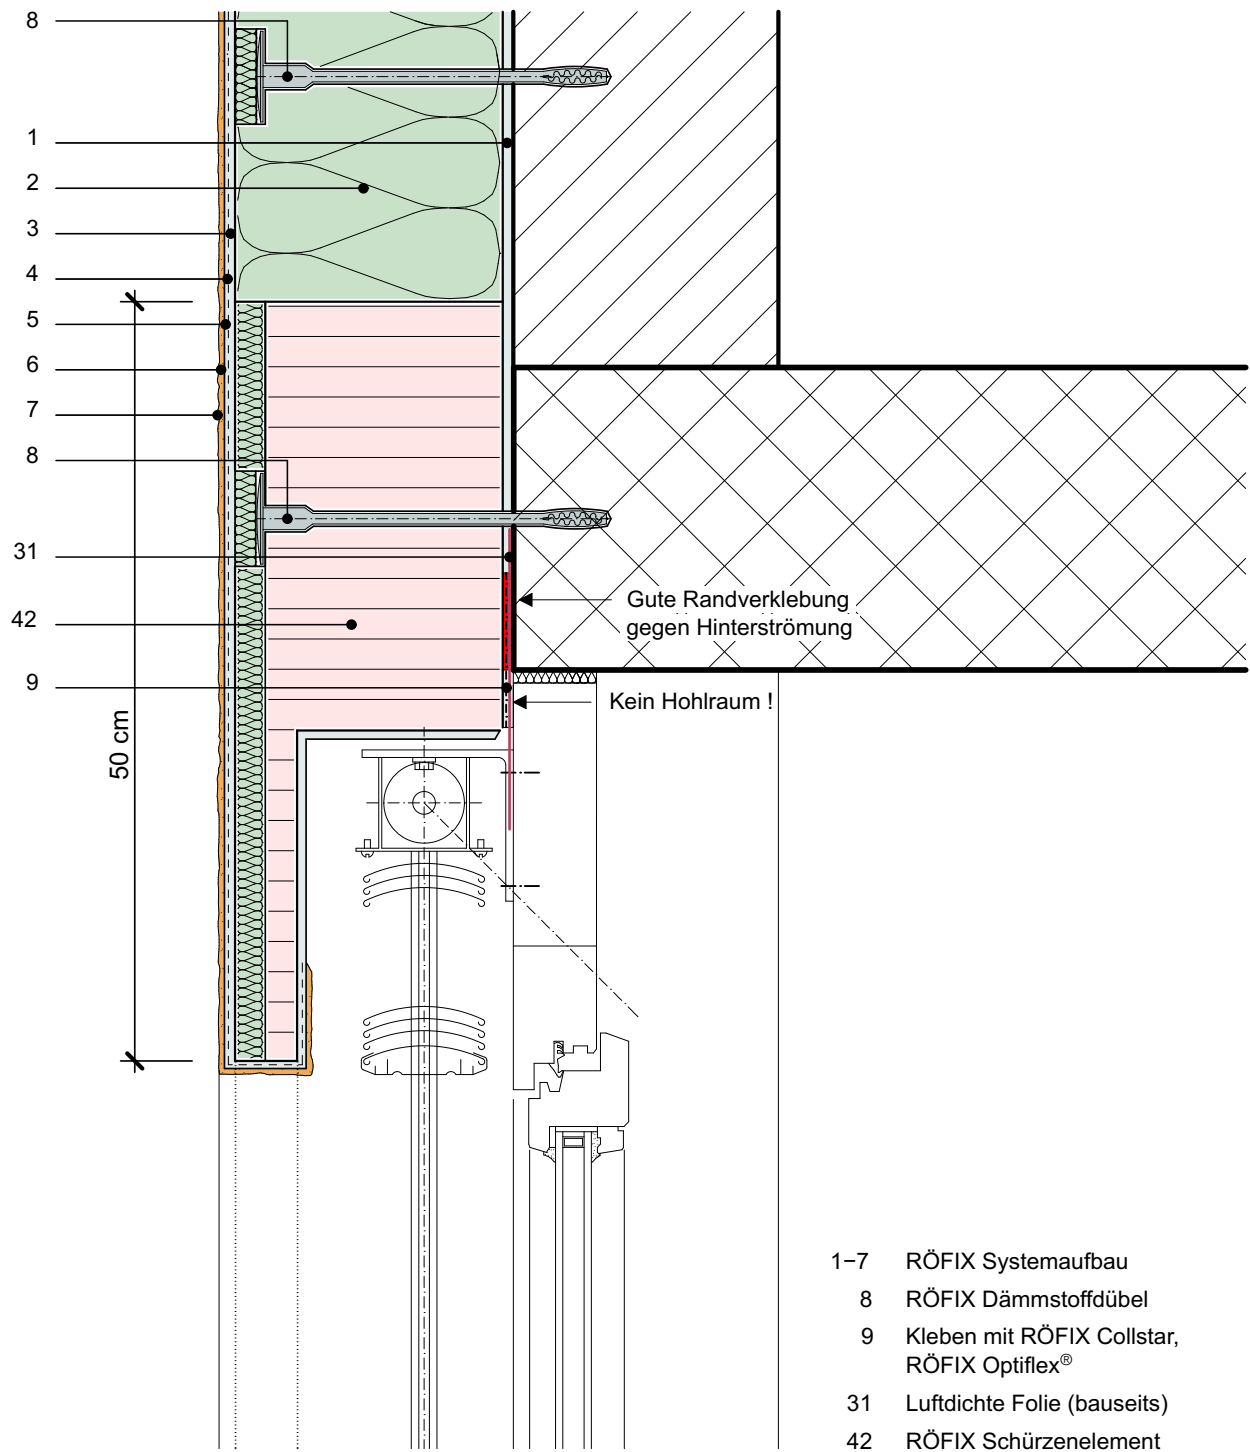 8
1
2
3
4
5
6
7
8
31
42
9
50 cm
Gute Randverklebung
gegen Hinterströmung
Kein Hohlraum !
1–7 RÖFIX Systemaufbau
8 RÖFIX Dämmstoffdübel
9 Kleben mit RÖFIX Collstar,
RÖFIX Optiflex®
31 Luftdichte Folie (bauseits)
42 RÖFIX Schürzenelement